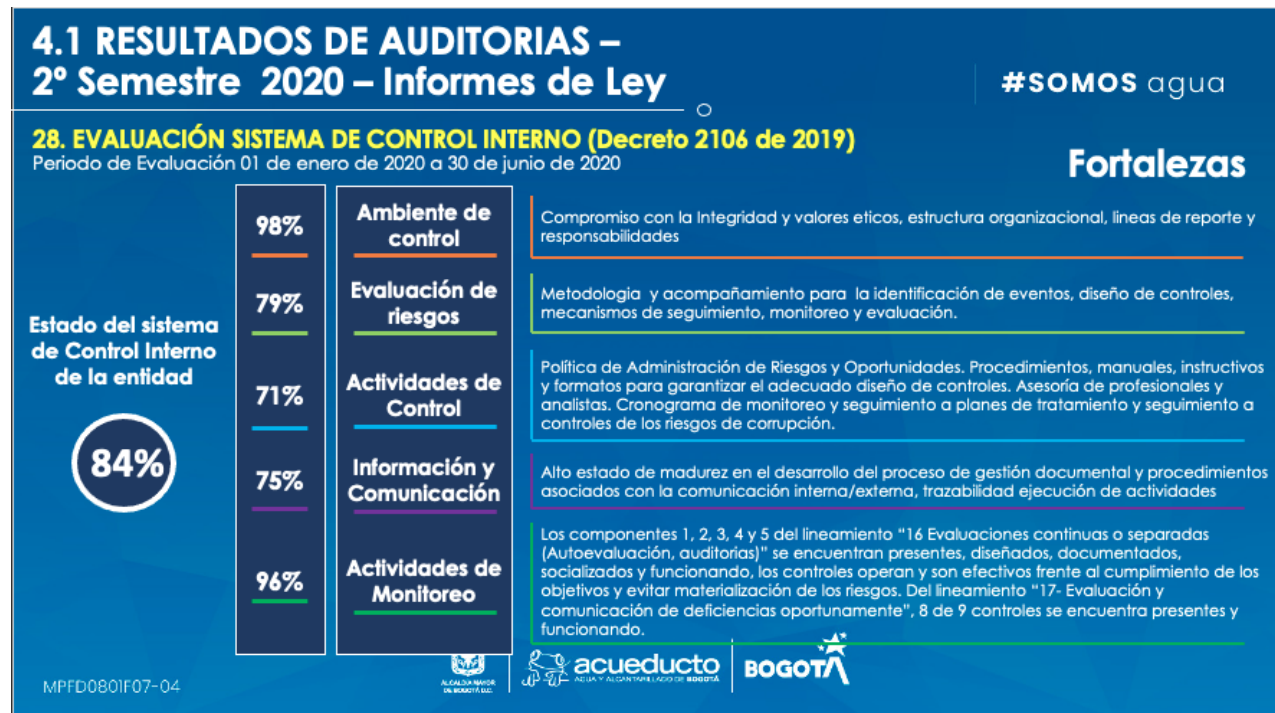 4.1 RESULTADOS DE AUDITORIAS –
2º Semestre 2020 – Informes de Ley
#SOMOS agua
28. EVALUACIÓN SISTEMA DE CONTROL INTERNO (Decreto 2106 de 2019)
Periodo de Evaluación 01 de enero de 2020 a 30 de junio de 2020
Fortalezas
Estado del sistema
de Control Interno
de la entidad
84%
98%
Ambiente de
control
Compromiso con la Integridad y valores eticos, estructura organizacional, lineas de reporte y
responsabilidades
79%
Evaluación de
riesgos
Metodologia y acompañamiento para la identificación de eventos, diseño de controles,
mecanismos de seguimiento, monitoreo y evaluación.
71%
Actividades de
Control
Política de Administración de Riesgos y Oportunidades. Procedimientos, manuales, instructivos
y formatos para garantizar el adecuado diseño de controles. Asesoría de profesionales y
analistas. Cronograma de monitoreo y seguimiento a planes de tratamiento y seguimiento a
controles de los riesgos de corrupción.
75%
Información y
Comunicación
Alto estado de madurez en el desarrollo del proceso de gestión documental y procedimientos
asociados con la comunicación interna/externa, trazabilidad ejecución de actividades
96%
Actividades de
Monitoreo
Los componentes 1, 2, 3, 4 y 5 del lineamiento “16 Evaluaciones continuas o separadas
(Autoevaluación, auditorias)” se encuentran presentes, diseñados, documentados,
socializados y funcionando, los controles operan y son efectivos frente al cumplimiento de los
objetivos y evitar materialización de los riesgos. Del lineamiento “17- Evaluación y
comunicación de deficiencias oportunamente”, 8 de 9 controles se encuentra presentes y
funcionando.
MPFD0801F07-04
ALCALDÍA MAYOR
DE BOGOTÁ D.C.
acueducto
AGUA Y ALCANTARILLADO DE BOGOTÁ
BOGOTÁ